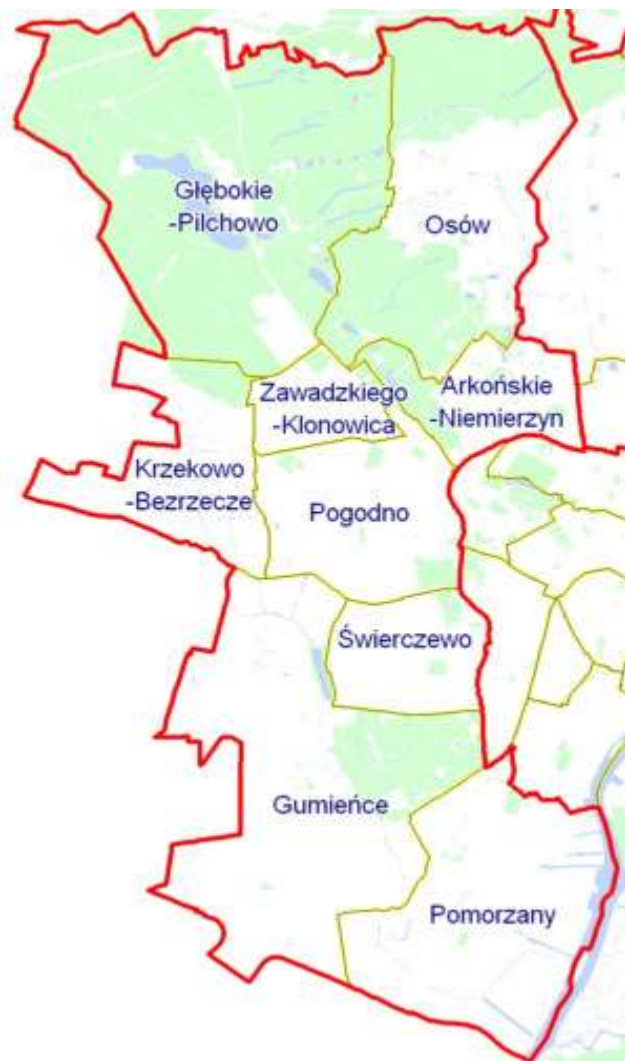 Głębokie
-Pilchowo
Osów
Zawadzkiego
-Klonowica
Arkońskie
-Niemierzyn
Krzekowo
-Bezrzecze
Pogodno
Świerczewo
Gumieńce
Pomorzany